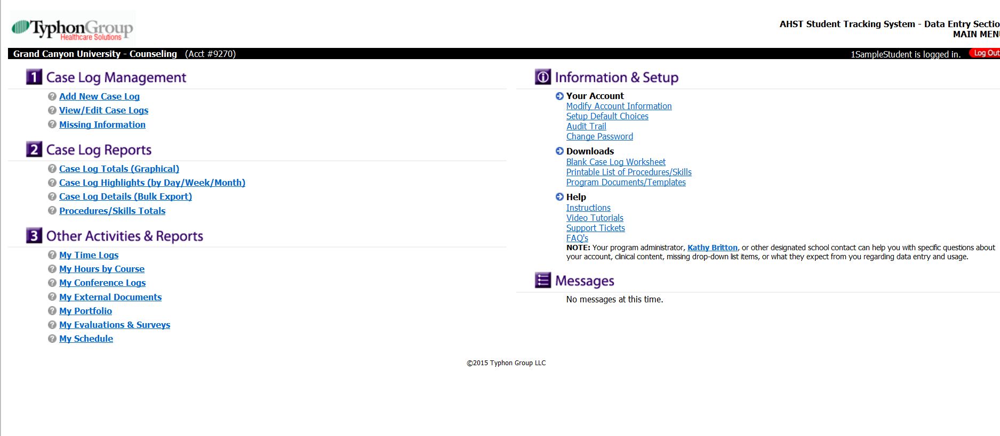 TyphonGroup
Healthcare Solutions
AHST Student Tracking System - Data Entry Sectio
MAIN MEN
Grand Canyon University - Counseling (Acct #9270)
1SampleStudent is logged in. Log Out
1 Case Log Management
Add New Case Log
View/Edit Case Logs
Missing Information
2 Case Log Reports
Case Log Totals (Graphical)
Case Log Highlights (by Day/Week/Month)
Case Log Details (Bulk Export)
Procedures/Skills Totals
3 Other Activities & Reports
My Time Logs
My Hours by Course
My Conference Logs
My External Documents
My Portfolio
My Evaluations & Surveys
My Schedule
Information & Setup
Your Account
Modify Account Information
Setup Default Choices
Audit Trail
Change Password
Downloads
Blank Case Log Worksheet
Printable List of Procedures/Skills
Program Documents/Templates
Help
Instructions
Video Tutorials
Support Tickets
FAQ's
NOTE: Your program administrator, Kathy Britton, or other designated school contact can help you with specific questions about
your account, clinical content, missing drop-down list items, or what they expect from you regarding data entry and usage.
Messages
No messages at this time.
©2015 Typhon Group LLC